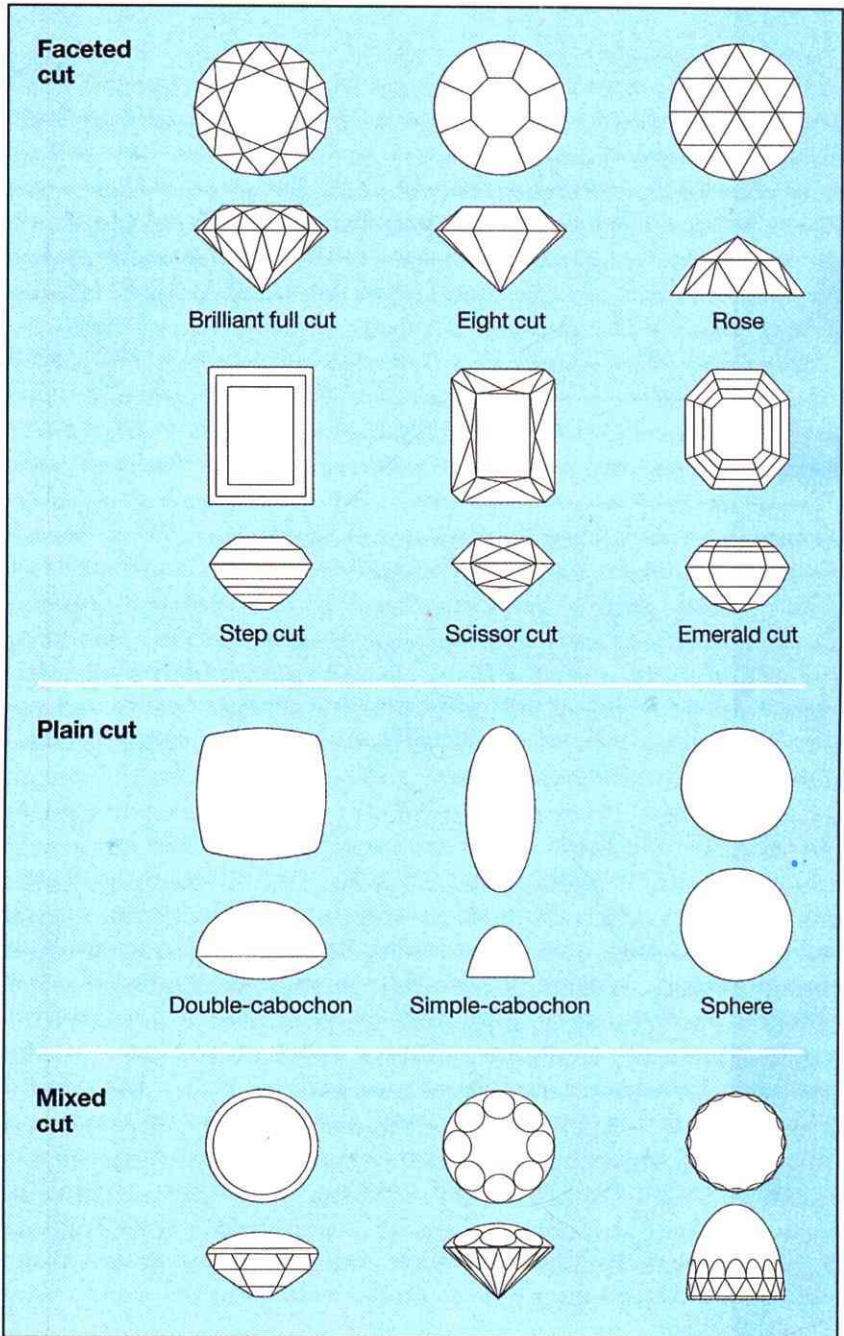 Faceted
cut
Brilliant full cut
Eight cut
Rose
Step cut
Scissor cut
Emerald cut
Plain cut
Double-cabochon
Simple-cabochon
Sphere
Mixed
cut